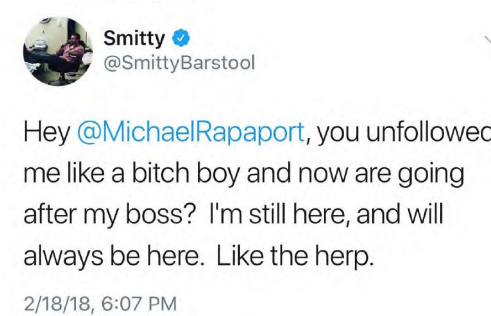 Smitty
@SmittyBarstool
Hey @MichaelRapaport, you unfollowed
me like a bitch boy and now are going
after my boss? I'm still here, and will
always be here. Like the herp.
2/18/18, 6:07 PM